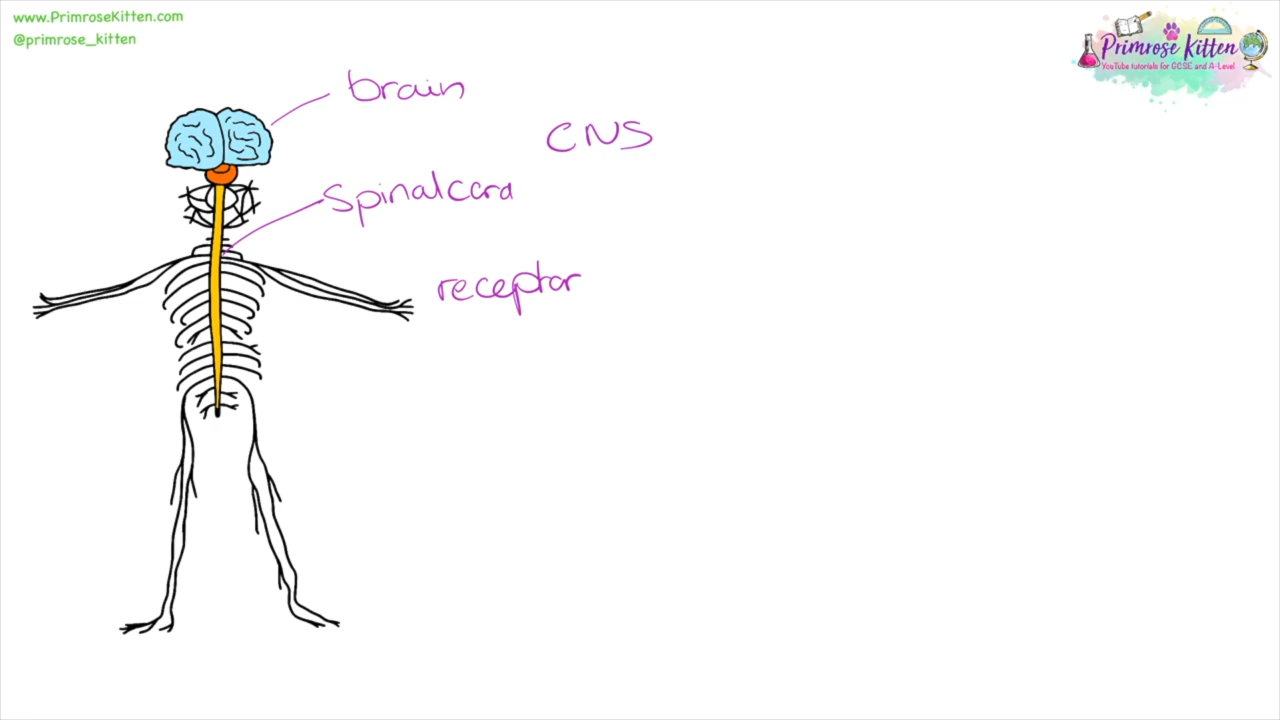 www.PrimroseKitten.com
@primrose_kitten
Primrose Kitten
YouTube tutorials for GCSE and A-Level
brain
CNS
Spinalcord
receptor